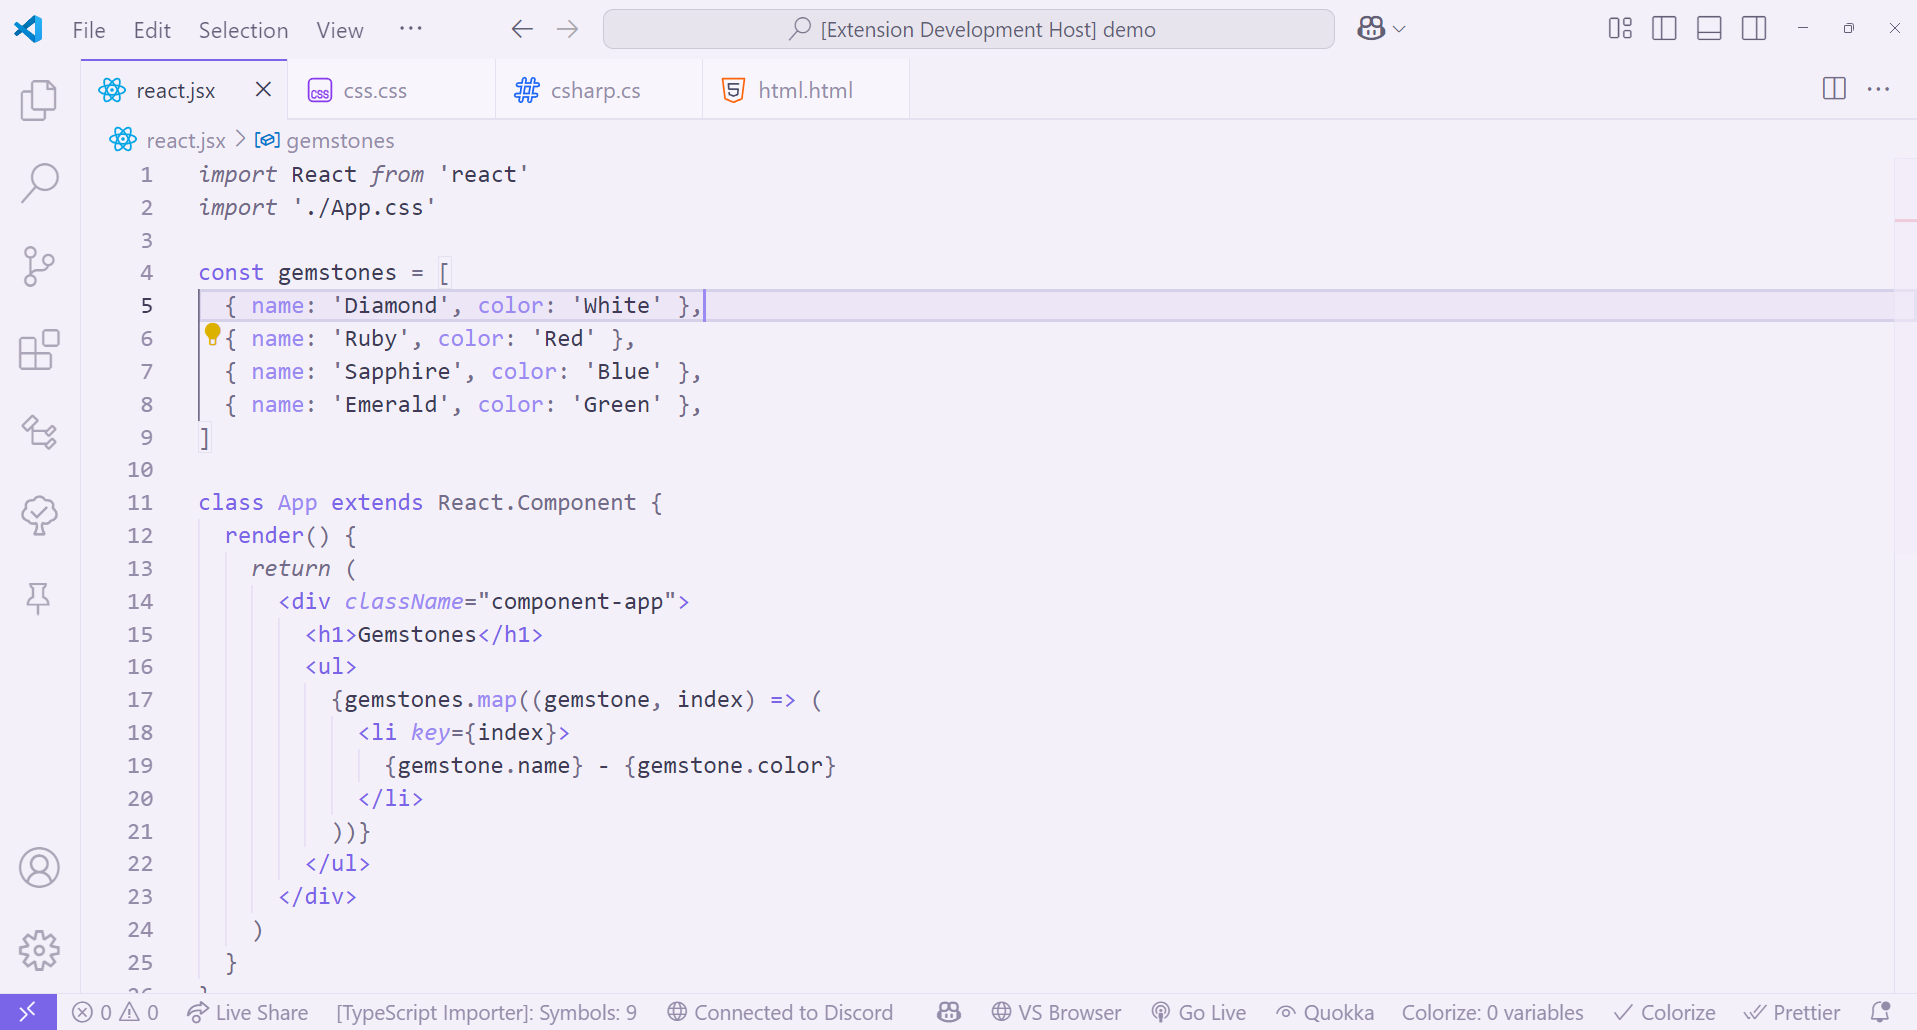 File Edit Selection View ··· [Extension Development Host] demo
react.jsx css.css csharp.cs html.html
react.jsx > gemstones
1 import React from 'react'
2 import './App.css'
3
4 const gemstones = [
5 { name: 'Diamond', color: 'White' },
6 { name: 'Ruby', color: 'Red' },
7 { name: 'Sapphire', color: 'Blue' },
8 { name: 'Emerald', color: 'Green' },
9 ]
10
11 class App extends React.Component {
12 render() {
13 return (
14 <div className="component-app">
15 <h1>Gemstones</h1>
16 <ul>
17 {gemstones.map((gemstone, index) => (
18 <li key={index}>
19 {gemstone.name} - {gemstone.color}
20 </li>
21 ))}
22 </ul>
23 </div>
24 )
25 }
0 0 Live Share [TypeScript Importer]: Symbols: 9 Connected to Discord VS Browser Go Live Quokka Colorize: 0 variables Colorize Prettier